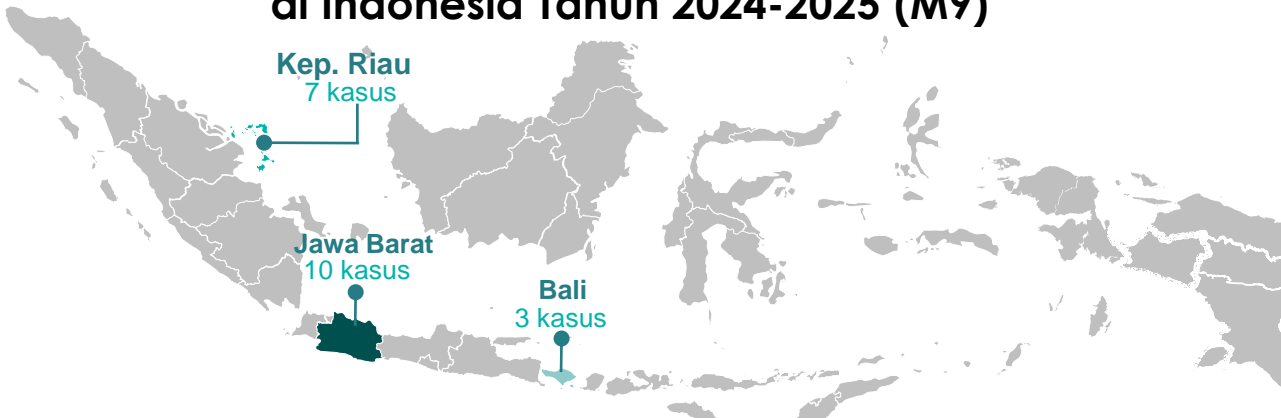 di Indonesia Tahun 2024-2025 (M9)
Kep. Riau
7 kasus
Jawa Barat
10 kasus
Bali
3 kasus